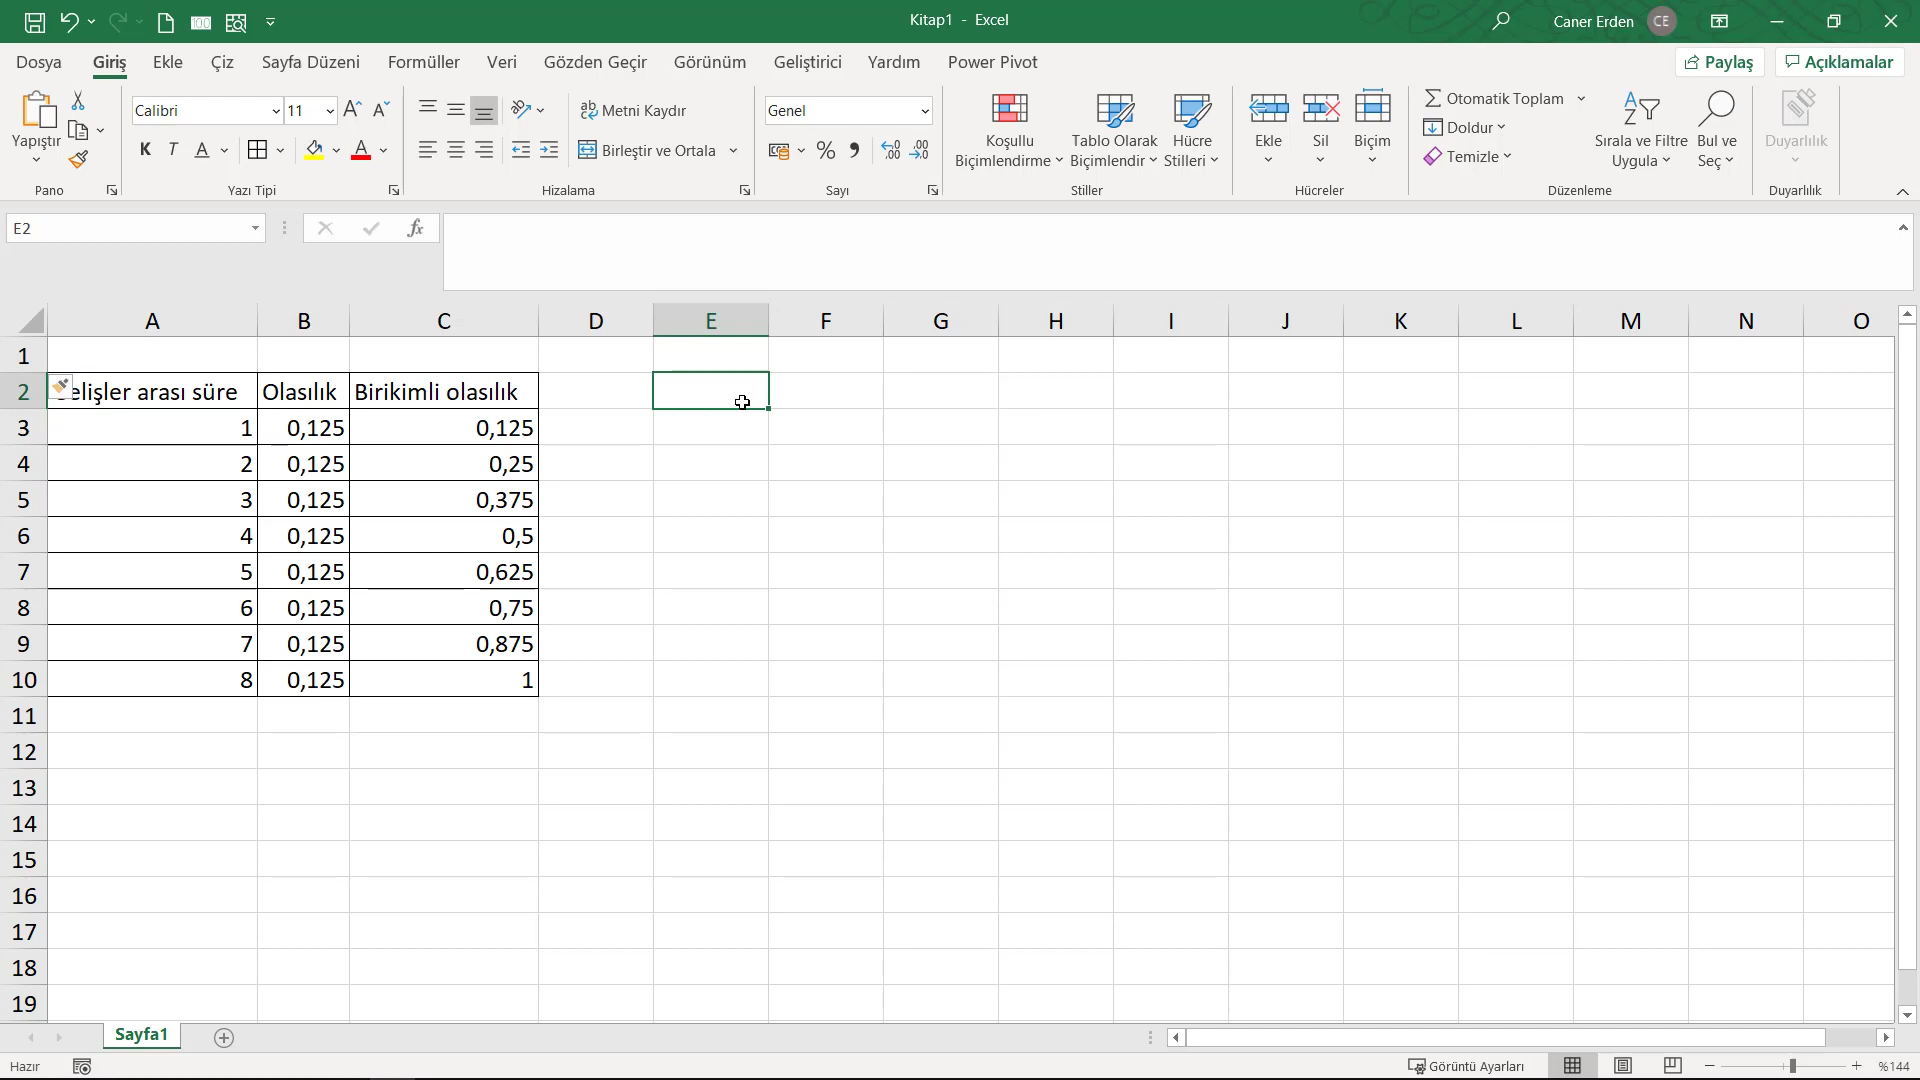 Kitap1 - Excel
Caner Erden CE
Dosya Giriş Ekle Çiz Sayfa Düzeni Formüller Veri Gözden Geçir Görünüm Geliştirici Yardım Power Pivot Paylaş Açıklamalar
Yapıştır
Pano
Calibri 11
K T A A
Yazı Tipi
Metni Kaydır
Birleştir ve Ortala
Hizalama
Genel
% 9
Sayı
Koşullu Biçimlendirme
Tablo Olarak Biçimlendir
Hücre Stilleri
Stiller
Ekle Sil Biçim
Hücreler
Otomatik Toplam
Doldur
Temizle
Sırala ve Filtre Uygula
Bul ve Seç
Düzenleme
Duyarlılık
Duyarlılık
E2 fx
A B C D E F G H I J K L M N O
1
2 elişler arası süre Olasılık Birikimli olasılık
3 1 0,125 0,125
4 2 0,125 0,25
5 3 0,125 0,375
6 4 0,125 0,5
7 5 0,125 0,625
8 6 0,125 0,75
9 7 0,125 0,875
10 8 0,125 1
11
12
13
14
15
16
17
18
19
Sayfa1
Hazır Görüntü Ayarları %144